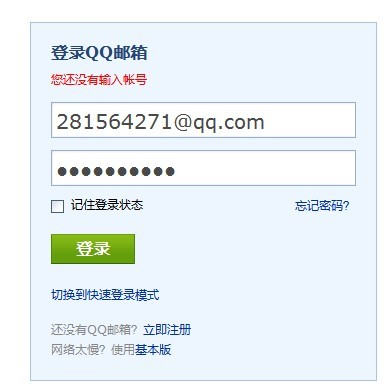 登录QQ邮箱
您还没有输入帐号
281564271@qq.com
●●●●●●●●●●
记住登录状态 忘记密码？
登录
切换到快速登录模式
还没有QQ邮箱？立即注册
网络太慢？使用基本版